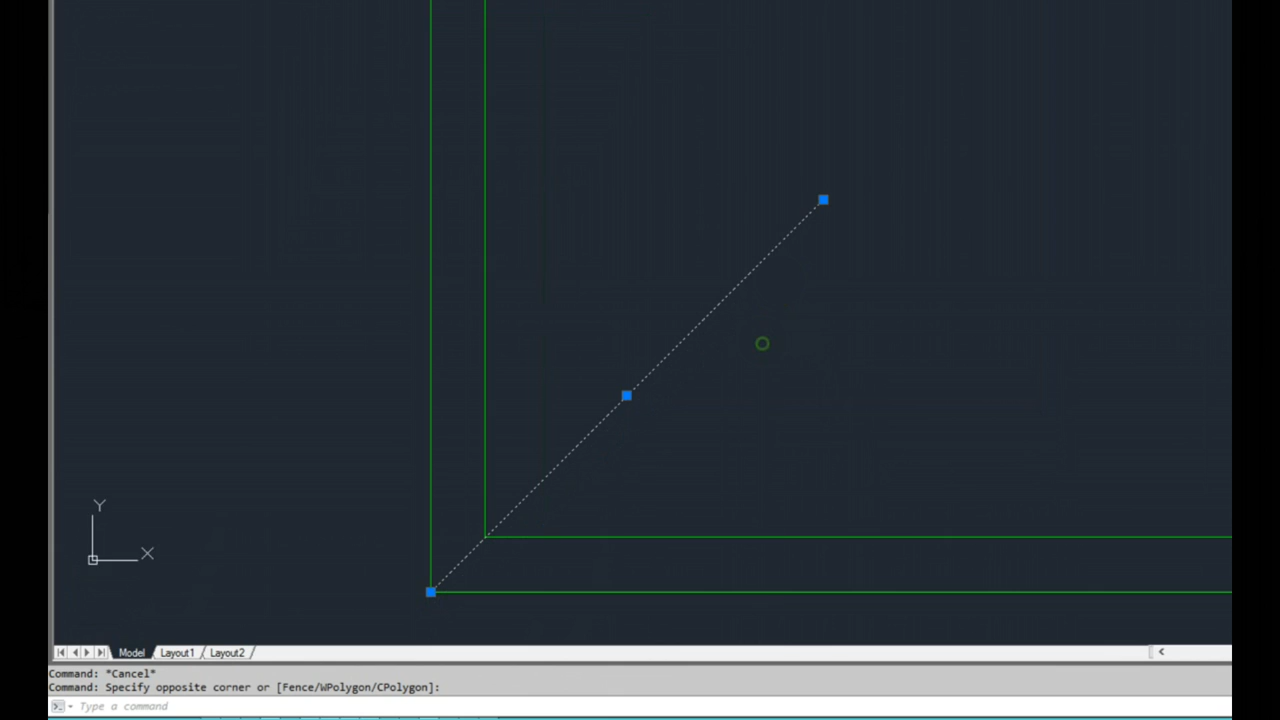 Y
X
Model Layout1 Layout2
Command: *Cancel*
Command: Specify opposite corner or [Fence/WPolygon/CPolygon]:
Type a command